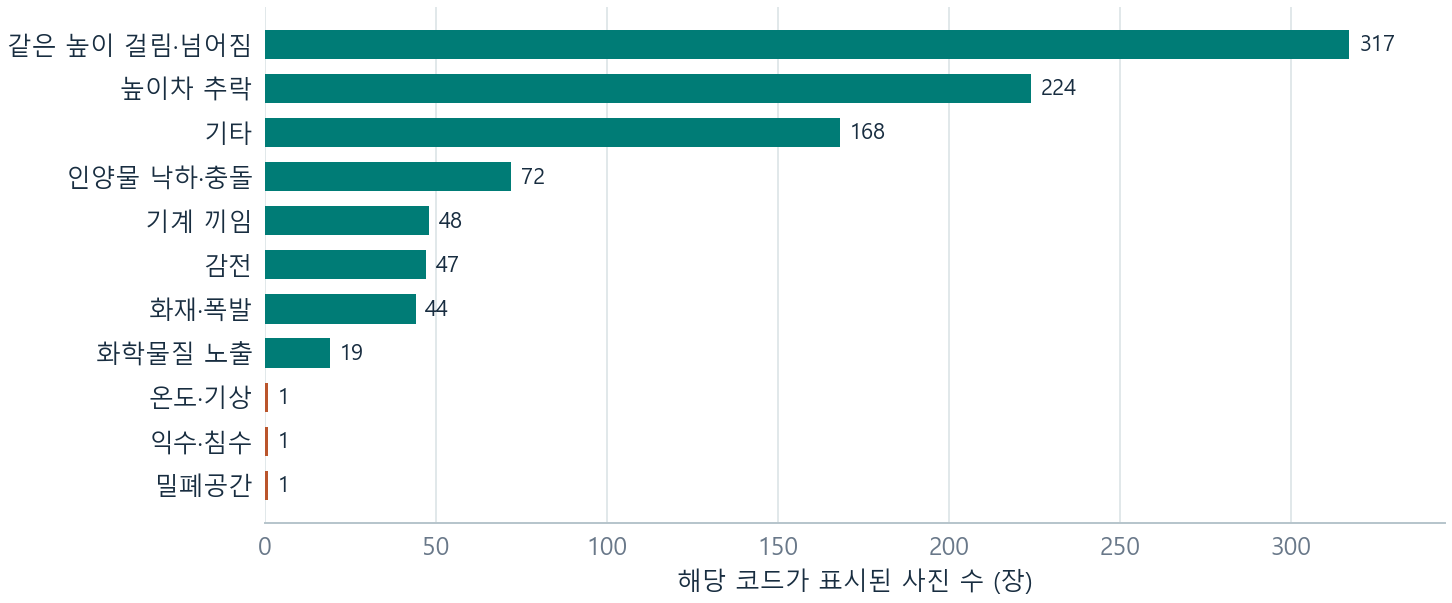 같은 높이 걸림·넘어짐 317
높이차 추락 224
기타 168
인양물 낙하·충돌 72
기계 끼임 48
감전 47
화재·폭발 44
화학물질 노출 19
온도·기상 1
익수·침수 1
밀폐공간 1
0 50 100 150 200 250 300
해당 코드가 표시된 사진 수 (장)